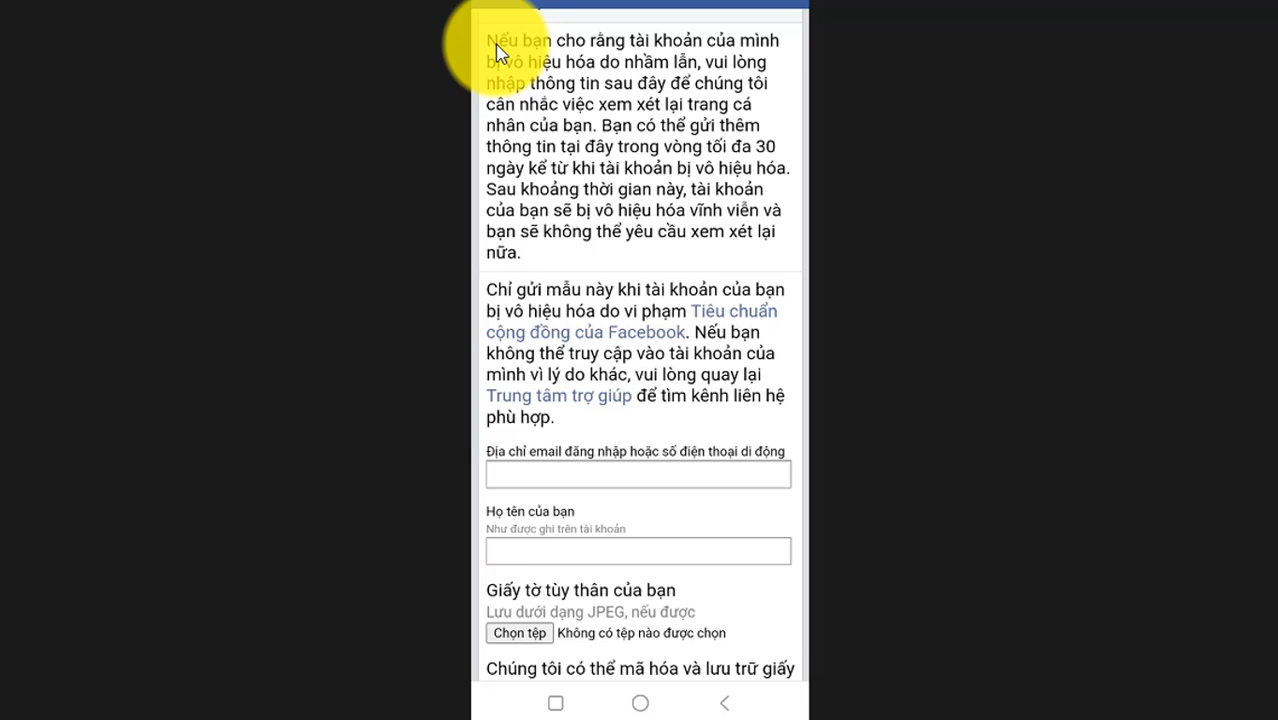 Nếu bạn cho rằng tài khoản của mình
bị vô hiệu hóa do nhầm lẫn, vui lòng
nhập thông tin sau đây để chúng tôi
cân nhắc việc xem xét lại trang cá
nhân của bạn. Bạn có thể gửi thêm
thông tin tại đây trong vòng tối đa 30
ngày kể từ khi tài khoản bị vô hiệu hóa.
Sau khoảng thời gian này, tài khoản
của bạn sẽ bị vô hiệu hóa vĩnh viễn và
bạn sẽ không thể yêu cầu xem xét lại
nữa.
Chỉ gửi mẫu này khi tài khoản của bạn
bị vô hiệu hóa do vi phạm Tiêu chuẩn
cộng đồng của Facebook. Nếu bạn
không thể truy cập vào tài khoản của
mình vì lý do khác, vui lòng quay lại
Trung tâm trợ giúp để tìm kênh liên hệ
phù hợp.
Địa chỉ email đăng nhập hoặc số điện thoại di động
Họ tên của bạn
Như được ghi trên tài khoản
Giấy tờ tùy thân của bạn
Lưu dưới dạng JPEG, nếu được
Chọn tệp Không có tệp nào được chọn
Chúng tôi có thể mã hóa và lưu trữ giấy